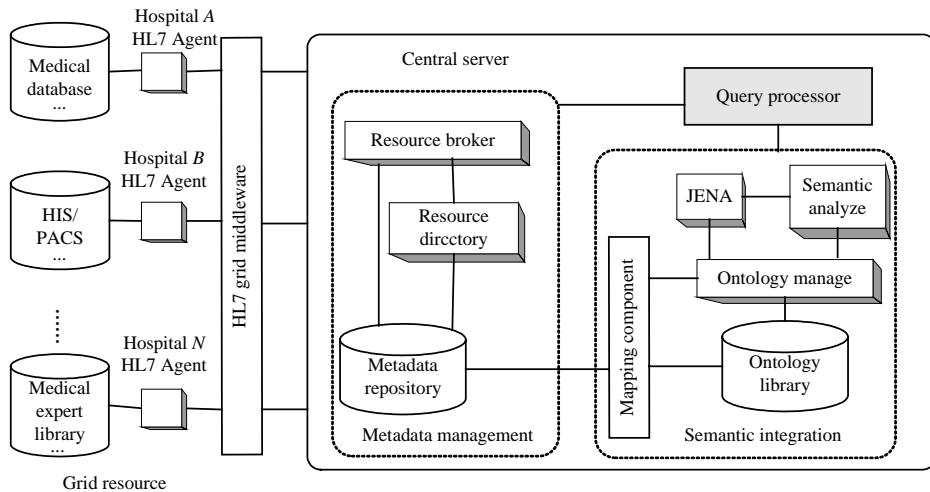 Hospital A
HL7 Agent
Medical
database
...
Hospital B
HL7 Agent
HIS/
PACS
...
......
Hospital N
HL7 Agent
Medical
expert
library
...
Grid resource
HL7 grid middleware
Central server
Resource broker
Resource
dircctory
Metadata
repository
Metadata management
Query processor
JENA
Semantic
analyze
Ontology manage
Mapping component
Ontology
library
Semantic integration